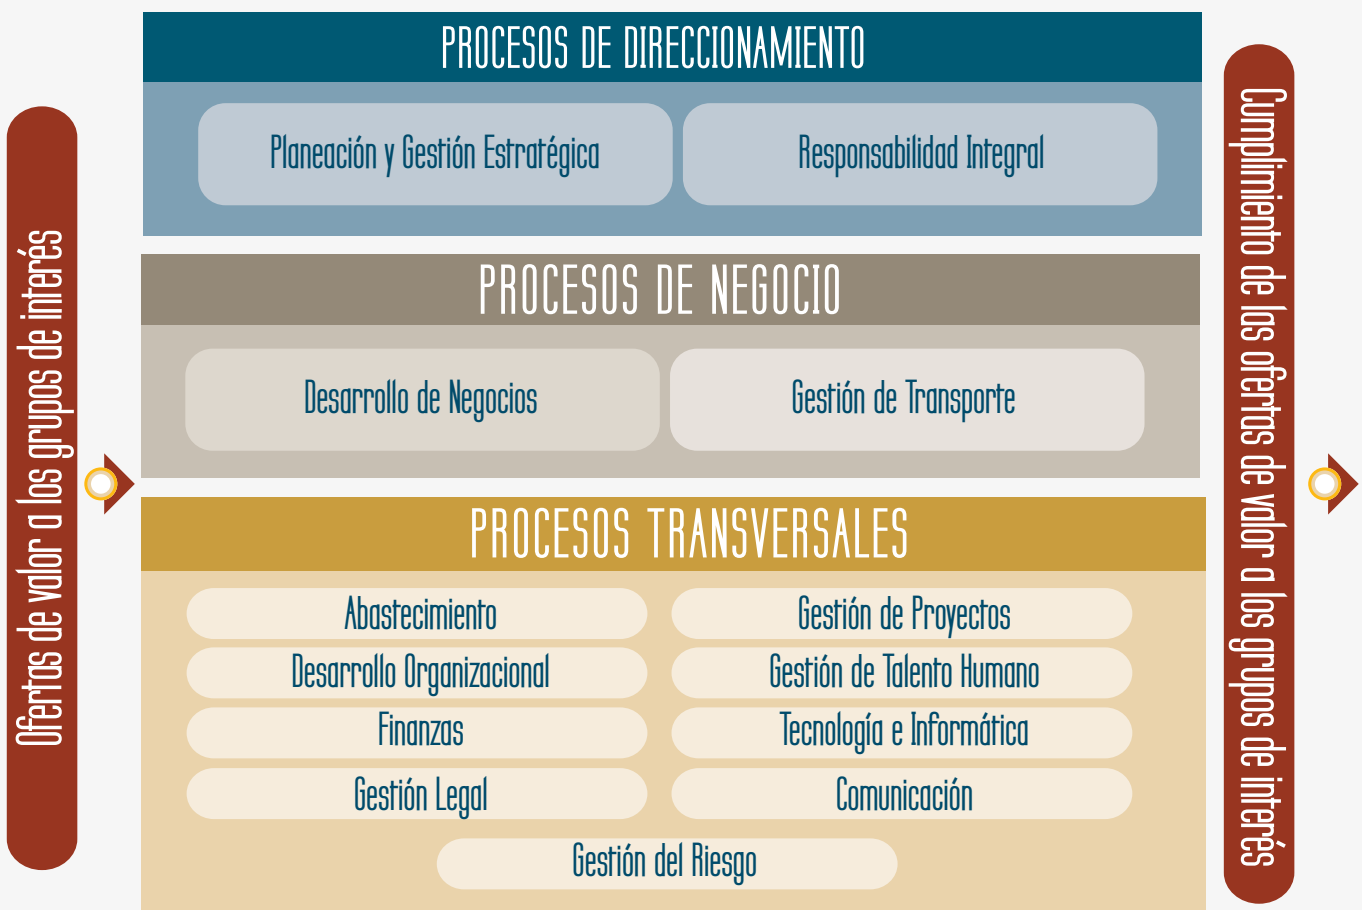 Ofertas de valor a los grupos de interés
PROCESOS DE DIRECCIONAMIENTO
Planeación y Gestión Estratégica
Responsabilidad Integral
PROCESOS DE NEGOCIO
Desarrollo de Negocios
Gestión de Transporte
PROCESOS TRANSVERSALES
Abastecimiento
Gestión de Proyectos
Desarrollo Organizacional
Gestión de Talento Humano
Finanzas
Tecnología e Informática
Gestión Legal
Comunicación
Gestión del Riesgo
Cumplimiento de las ofertas de valor a los grupos de interés